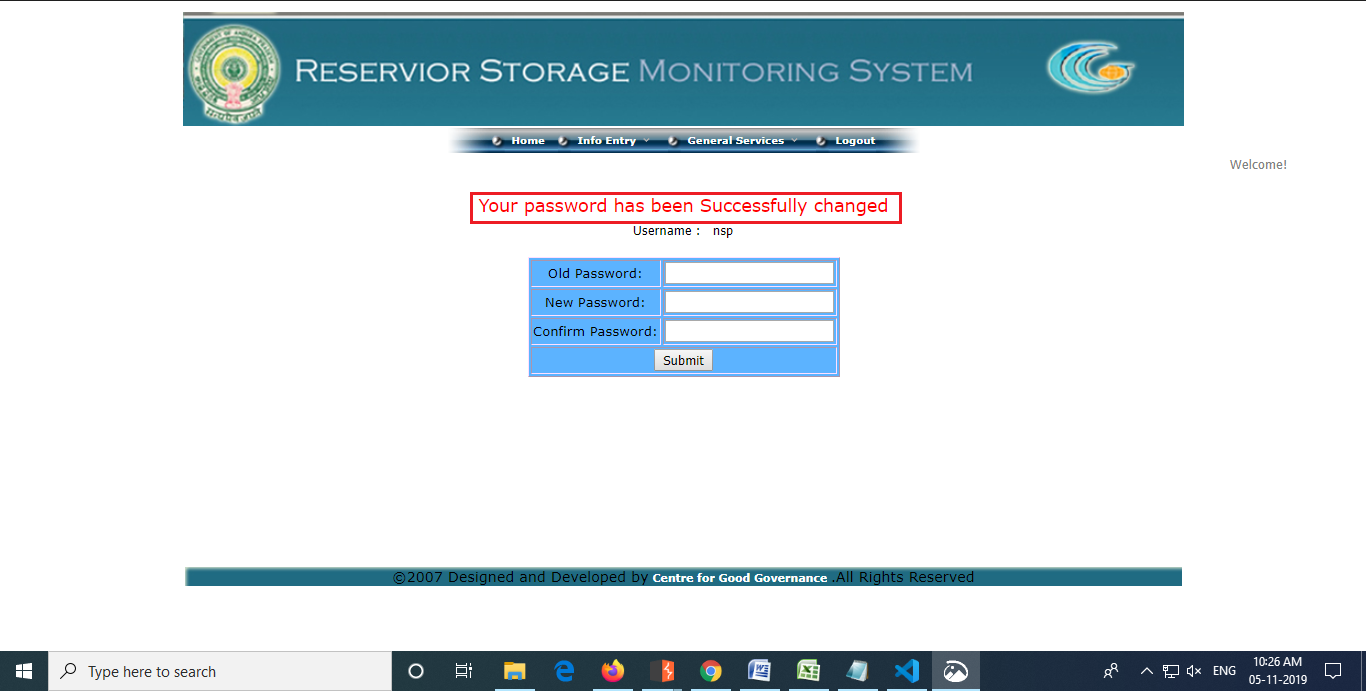 RESERVIOR STORAGE MONITORING SYSTEM
Home Info Entry General Services Logout
Welcome!
Your password has been Successfully changed
Username : nsp
Old Password:
New Password:
Confirm Password:
Submit
©2007 Designed and Developed by Centre for Good Governance .All Rights Reserved
Type here to search
ENG
10:26 AM
05-11-2019